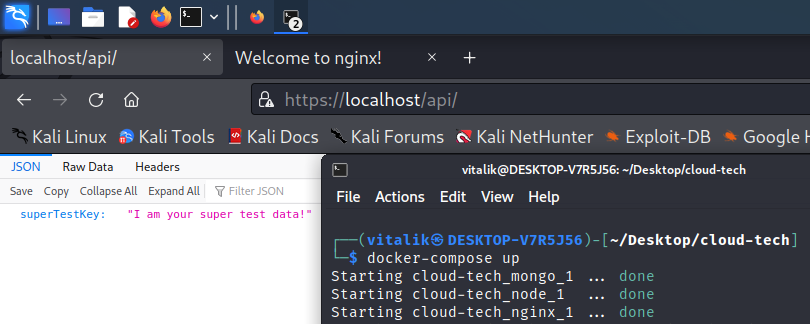 2
localhost/api/
Welcome to nginx!
https://localhost/api/
Kali Linux
11
Kali Tools
Kali Docs
Kali Forums
Kali NetHunter
Exploit-DB
Google H
JSON
Raw Data
Headers
Save
Copy
Collapse All
Expand All
Filter JSON
superTestKey: "I am your super test data!"
vitalik@DESKTOP-V7R5J56: ~/Desktop/cloud-tech
File Actions Edit View Help
┌──(vitalik㉿DESKTOP-V7R5J56)-[~/Desktop/cloud-tech]
└─$ docker-compose up
Starting cloud-tech_mongo_1 ... done
Starting cloud-tech_node_1 ... done
Starting cloud-tech_nginx_1 ... done